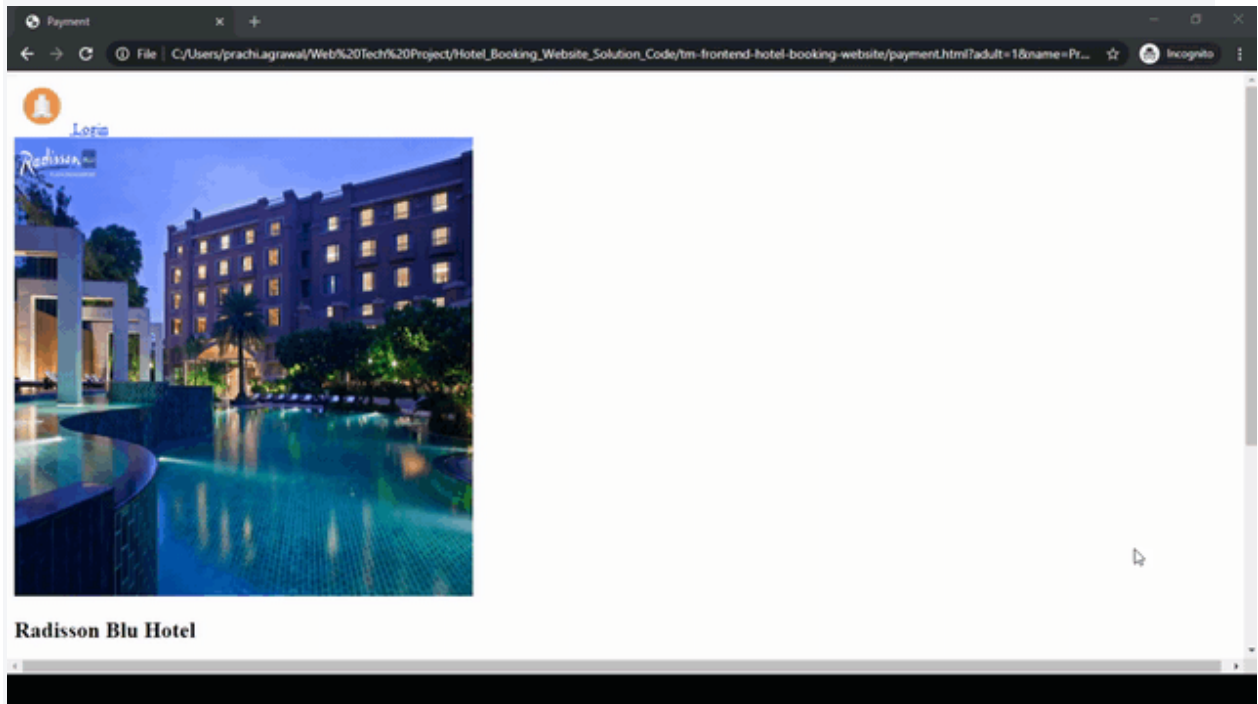 Payment
File | C:/Users/prachi.agrawal/Web%20Tech%20Project/Hotel_Booking_Website_Solution_Code/tm-frontend-hotel-booking-website/payment.html?adult=1&name=Pr... Incognito
Login
Radisson
Radisson Blu Hotel